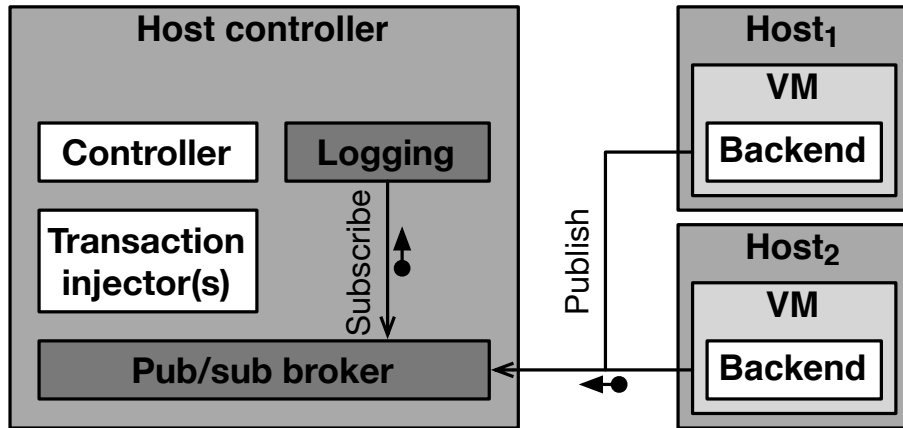 Host controller
Controller
Logging
Transaction
injector(s)
Subscribe
Pub/sub broker
Publish
Host₁
VM
Backend
Host₂
VM
Backend